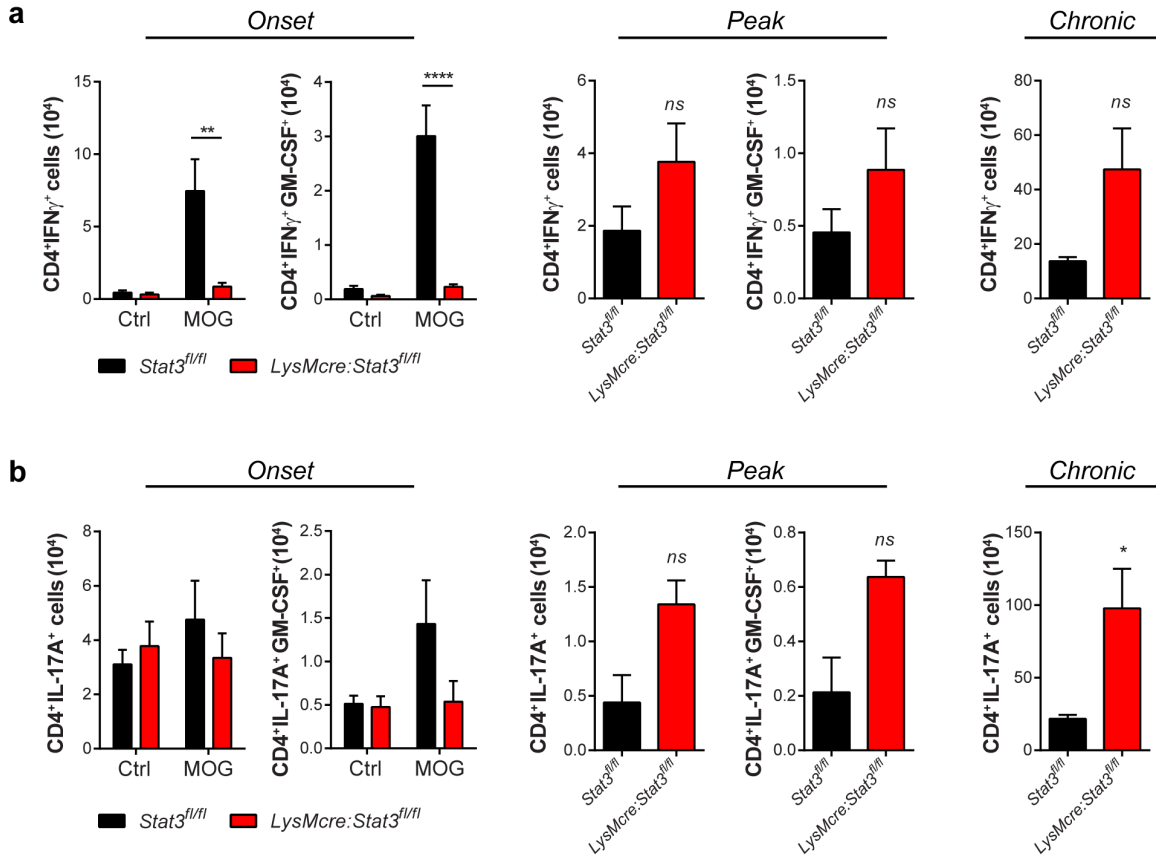 a
Onset
Peak
Chronic
CD4⁺IFNγ⁺ cells (10⁴)
15
10
5
0
**
Ctrl
MOG
CD4⁺IFNγ⁺ GM-CSF⁺ (10⁴)
4
3
2
1
0
****
Ctrl
MOG
CD4⁺IFNγ⁺ cells (10⁴)
6
4
2
0
ns
Stat3fl/fl
LysMcre:Stat3fl/fl
CD4⁺IFNγ⁺ GM-CSF⁺ (10⁴)
1.5
1.0
0.5
0.0
ns
Stat3fl/fl
LysMcre:Stat3fl/fl
CD4⁺IFNγ⁺ cells (10⁴)
80
60
40
20
0
ns
Stat3fl/fl
LysMcre:Stat3fl/fl
Stat3fl/fl LysMcre:Stat3fl/fl
b
Onset
Peak
Chronic
CD4⁺IL-17A⁺ cells (10⁴)
8
6
4
2
0
Ctrl
MOG
CD4⁺IL-17A⁺ GM-CSF⁺ (10⁴)
2.5
2.0
1.5
1.0
0.5
0.0
Ctrl
MOG
CD4⁺IL-17A⁺ cells (10⁴)
2.0
1.5
1.0
0.5
0.0
ns
Stat3fl/fl
LysMcre:Stat3fl/fl
CD4⁺IL-17A⁺ GM-CSF⁺ (10⁴)
0.8
0.6
0.4
0.2
0.0
ns
Stat3fl/fl
LysMcre:Stat3fl/fl
CD4⁺IL-17A⁺ cells (10⁴)
150
100
50
0
*
Stat3fl/fl
LysMcre:Stat3fl/fl
Stat3fl/fl LysMcre:Stat3fl/fl